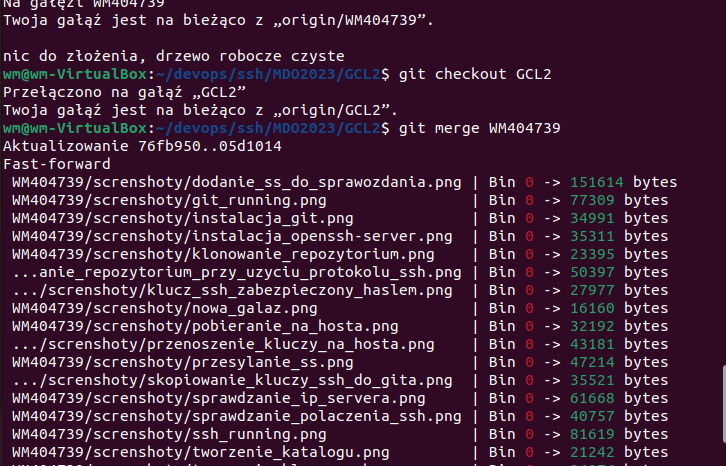 Na gałęzi WM404739
Twoja gałąź jest na bieżąco z „origin/WM404739”.
nic do złożenia, drzewo robocze czyste
wm@wm-VirtualBox:~/devops/ssh/MDO2023/GCL2$ git checkout GCL2
Przełączono na gałąź „GCL2”
Twoja gałąź jest na bieżąco z „origin/GCL2”.
wm@wm-VirtualBox:~/devops/ssh/MDO2023/GCL2$ git merge WM404739
Aktualizowanie 76fb950..05d1014
Fast-forward
WM404739/screnshoty/dodanie_ss_do_sprawozdania.png | Bin 0 -> 151614 bytes
WM404739/screnshoty/git_running.png | Bin 0 -> 77309 bytes
WM404739/screnshoty/instalacja_git.png | Bin 0 -> 34991 bytes
WM404739/screnshoty/instalacja_openssh-server.png | Bin 0 -> 35311 bytes
WM404739/screnshoty/klonowanie_repozytorium.png | Bin 0 -> 23395 bytes
...anie_repozytorium_przy_uzyciu_protokolu_ssh.png | Bin 0 -> 50397 bytes
.../screnshoty/klucz_ssh_zabezpieczony_haslem.png | Bin 0 -> 27977 bytes
WM404739/screnshoty/nowa_galaz.png | Bin 0 -> 16160 bytes
WM404739/screnshoty/pobieranie_na_hosta.png | Bin 0 -> 32192 bytes
.../screnshoty/przenoszenie_kluczy_na_hosta.png | Bin 0 -> 43181 bytes
WM404739/screnshoty/przesylanie_ss.png | Bin 0 -> 47214 bytes
.../screnshoty/skopiowanie_kluczy_ssh_do_gita.png | Bin 0 -> 35521 bytes
WM404739/screnshoty/sprawdzanie_ip_servera.png | Bin 0 -> 61668 bytes
WM404739/screnshoty/sprawdzanie_polaczenia_ssh.png | Bin 0 -> 40757 bytes
WM404739/screnshoty/ssh_running.png | Bin 0 -> 81619 bytes
WM404739/screnshoty/tworzenie_katalogu.png | Bin 0 -> 21242 bytes